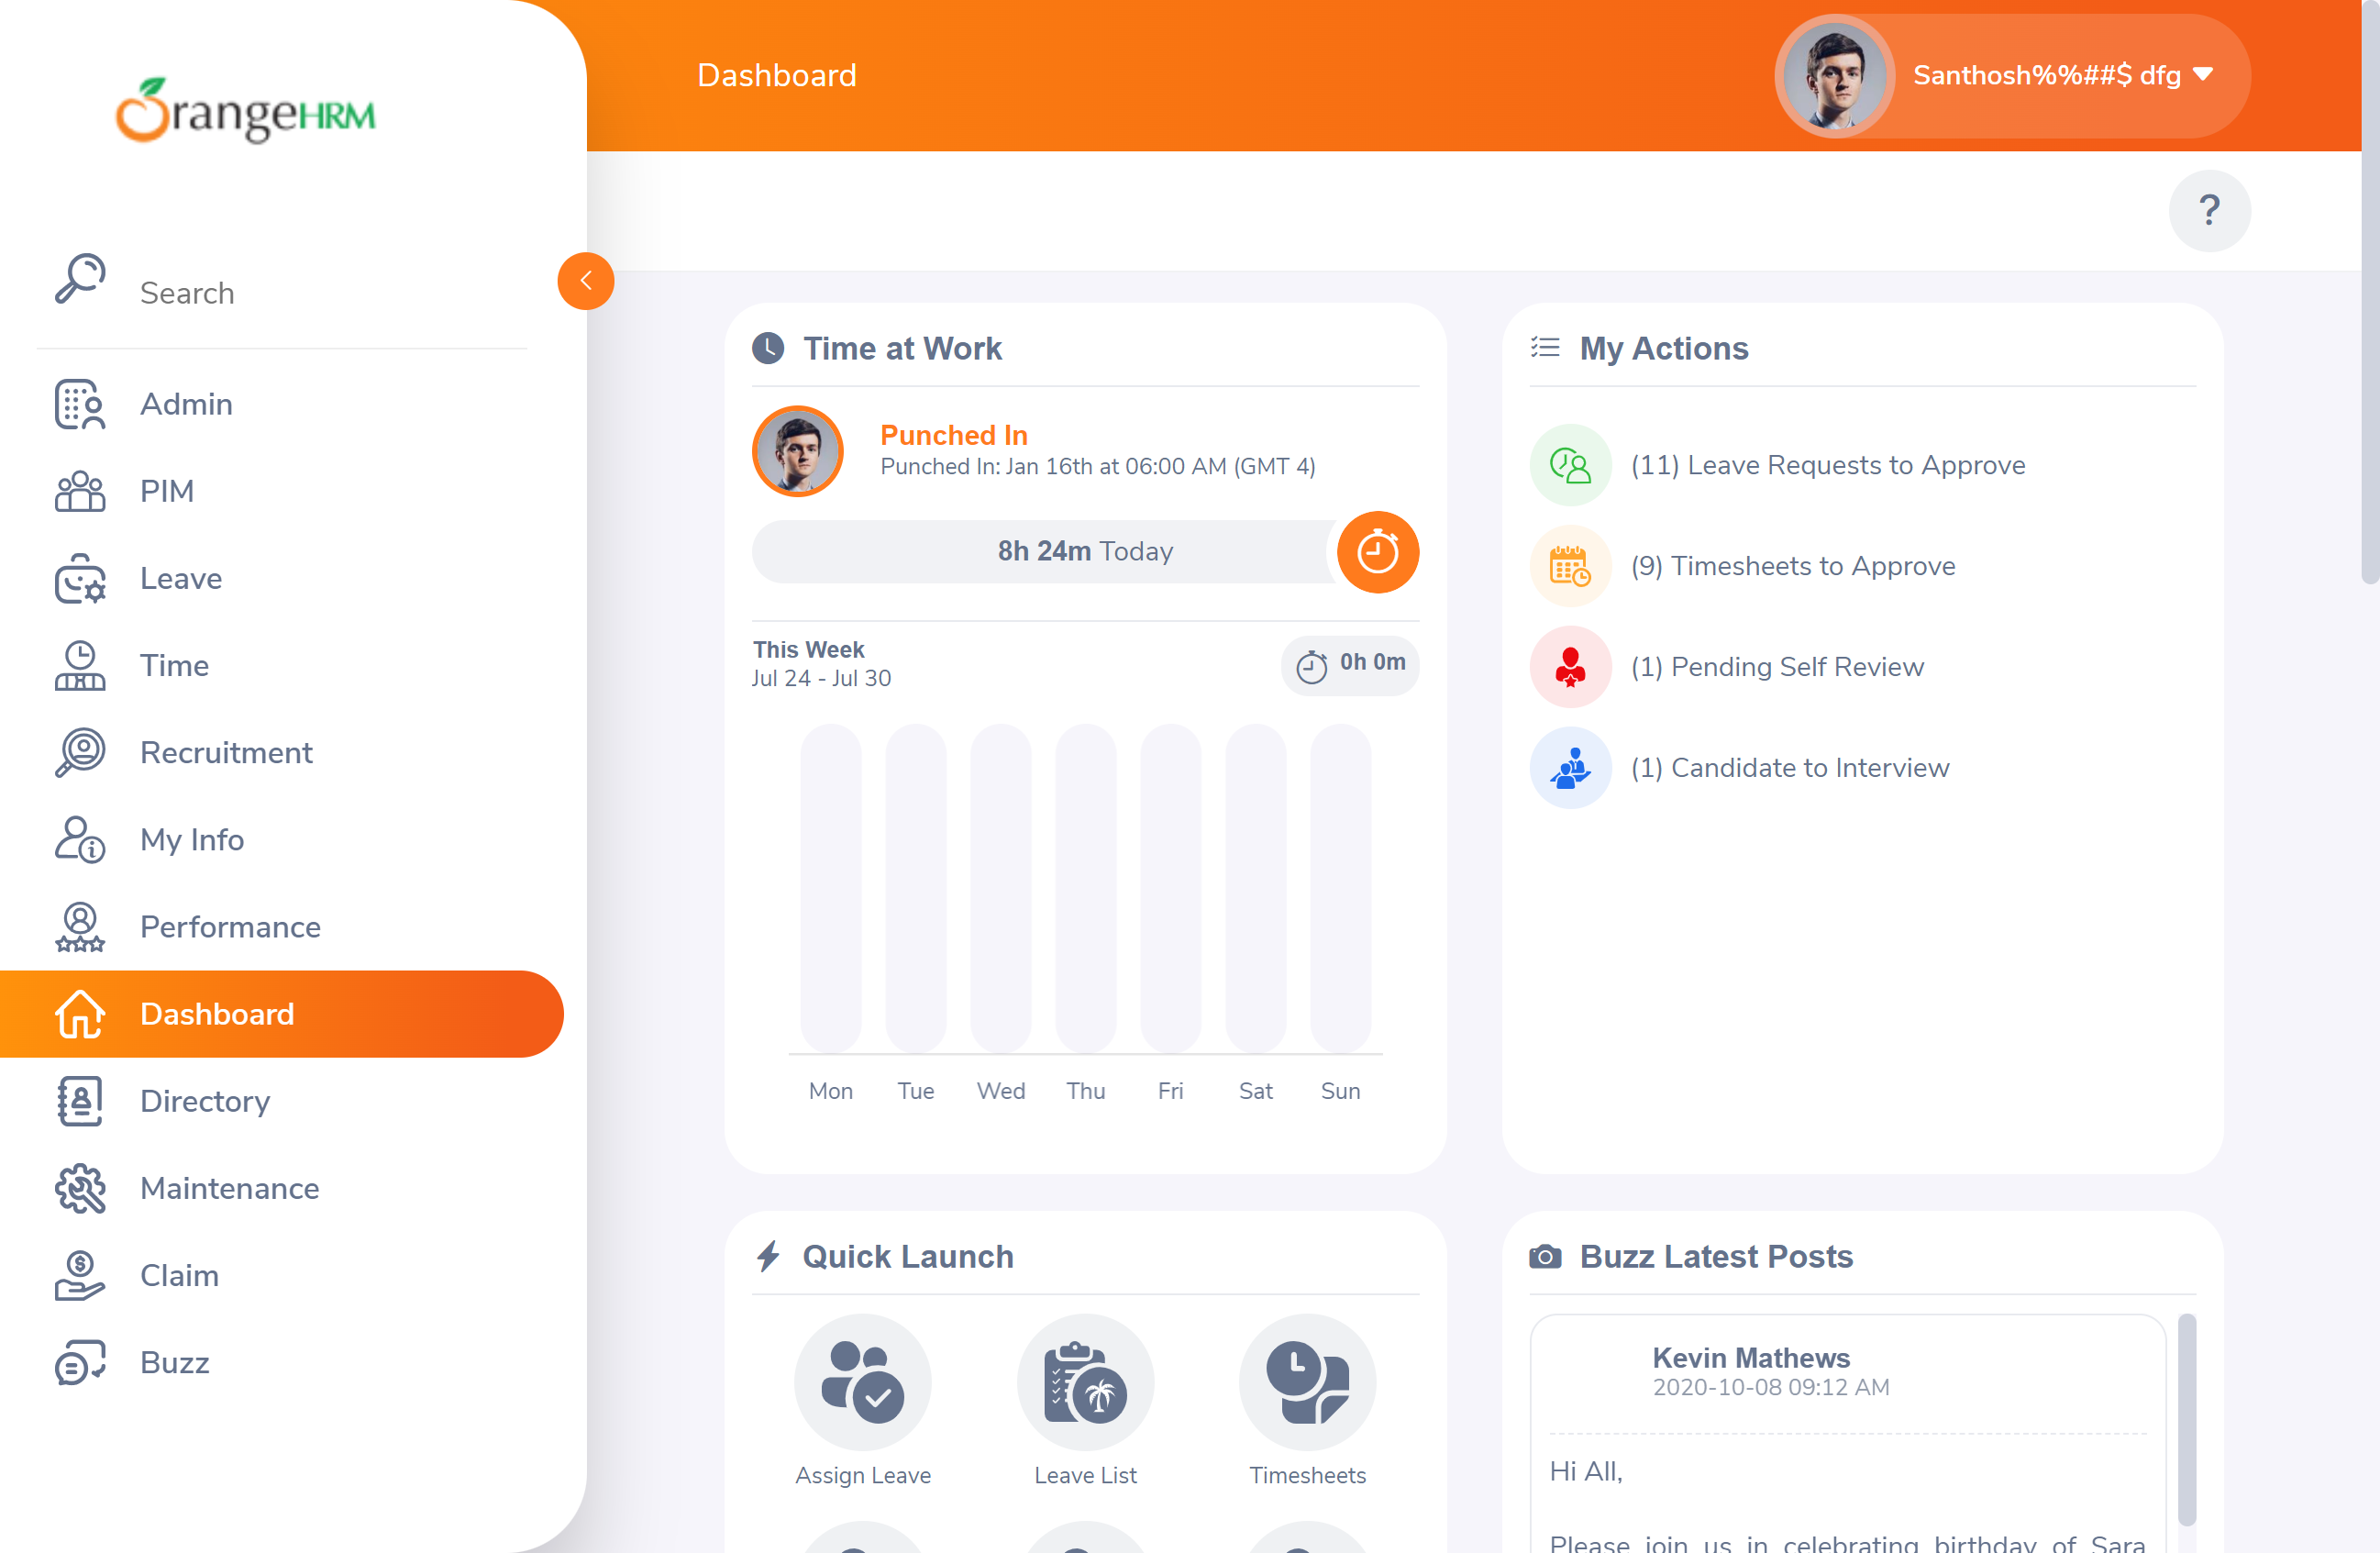 OrangeHRM
Search
Admin
PIM
Leave
Time
Recruitment
My Info
Performance
Dashboard
Directory
Maintenance
Claim
Buzz
Dashboard
Santhosh%%##$ dfg
?
Time at Work
Punched In
Punched In: Jan 16th at 06:00 AM (GMT 4)
8h 24m Today
This Week
Jul 24 - Jul 30
0h 0m
Mon Tue Wed Thu Fri Sat Sun
My Actions
(11) Leave Requests to Approve
(9) Timesheets to Approve
(1) Pending Self Review
(1) Candidate to Interview
Quick Launch
Assign Leave Leave List Timesheets
Buzz Latest Posts
Kevin Mathews
2020-10-08 09:12 AM
Hi All,
Please join us in celebrating birthday of Sara